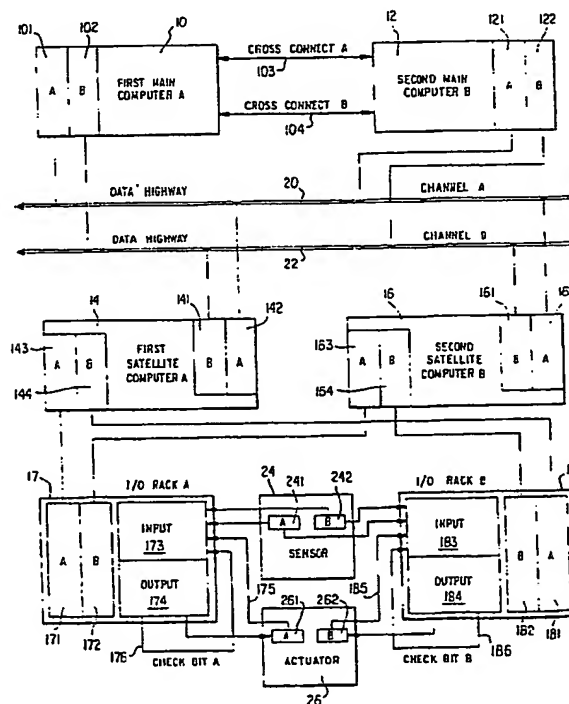 101 102 10 12 121 122
A B FIRST MAIN COMPUTER A
CROSS CONNECT A
103
CROSS CONNECT B
104
SECOND MAIN COMPUTER B A B
DATA HIGHWAY 20 CHANNEL A
DATA HIGHWAY 22 CHANNEL B
143 14 141 142
A B FIRST SATELLITE COMPUTER A B A
144
16 161
163 A B SECOND SATELLITE COMPUTER B B A
164
17 I/O RACK A
A B
INPUT
173
OUTPUT
174
171 172
176 CHECK BIT A
175
24
241 242
A B
SENSOR
185
261 262
A B
ACTUATOR
26
I/O RACK B
INPUT
183
OUTPUT
184
B A
182 181
186
CHECK BIT B